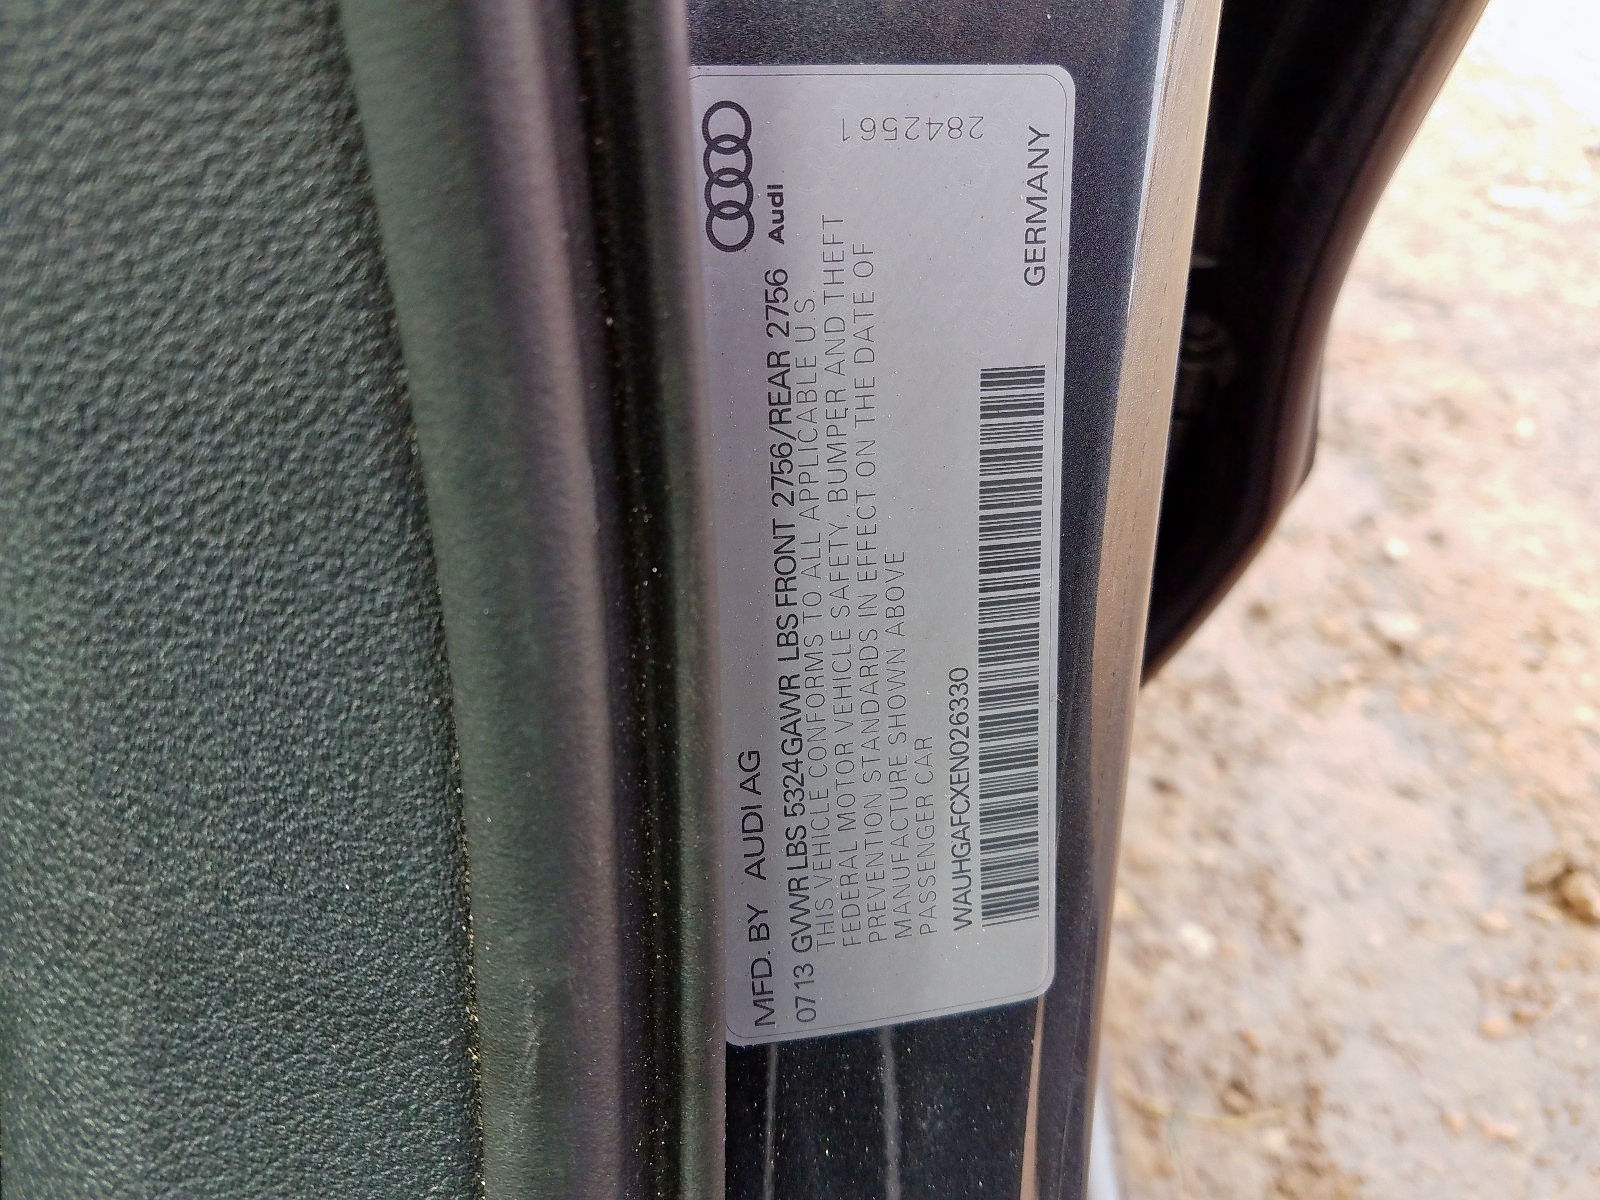 MFD. BY AUDI AG
0713 GVWR LBS 5324 GAWR LBS FRONT 2756/REAR 2756
Audi
THIS VEHICLE CONFORMS TO ALL APPLICABLE U.S.
FEDERAL MOTOR VEHICLE SAFETY, BUMPER AND THEFT
PREVENTION STANDARDS IN EFFECT ON THE DATE OF
MANUFACTURE SHOWN ABOVE
PASSENGER CAR
WAUHGAFCXEN026330
GERMANY
2842561